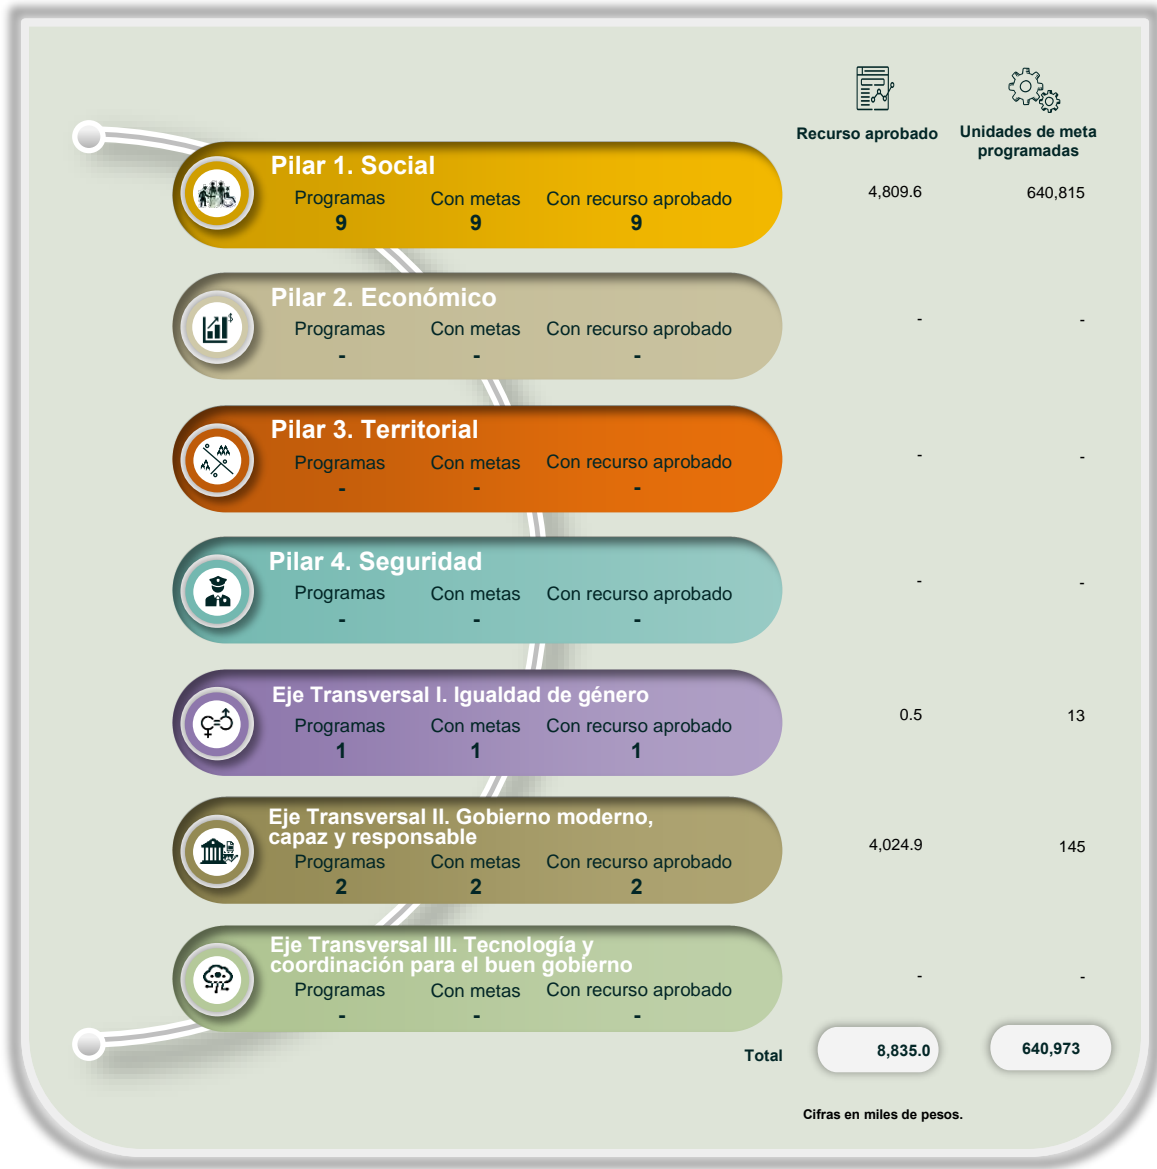 Recurso aprobado
Unidades de meta
programadas
Pilar 1. Social
Programas Con metas Con recurso aprobado
9 9 9
4,809.6 640,815
Pilar 2. Económico
Programas Con metas Con recurso aprobado
- - -
- -
Pilar 3. Territorial
Programas Con metas Con recurso aprobado
- - -
- -
Pilar 4. Seguridad
Programas Con metas Con recurso aprobado
- - -
- -
Eje Transversal I. Igualdad de género
Programas Con metas Con recurso aprobado
1 1 1
0.5 13
Eje Transversal II. Gobierno moderno,
capaz y responsable
Programas Con metas Con recurso aprobado
2 2 2
4,024.9 145
Eje Transversal III. Tecnología y
coordinación para el buen gobierno
Programas Con metas Con recurso aprobado
- - -
- -
Total 8,835.0 640,973
Cifras en miles de pesos.